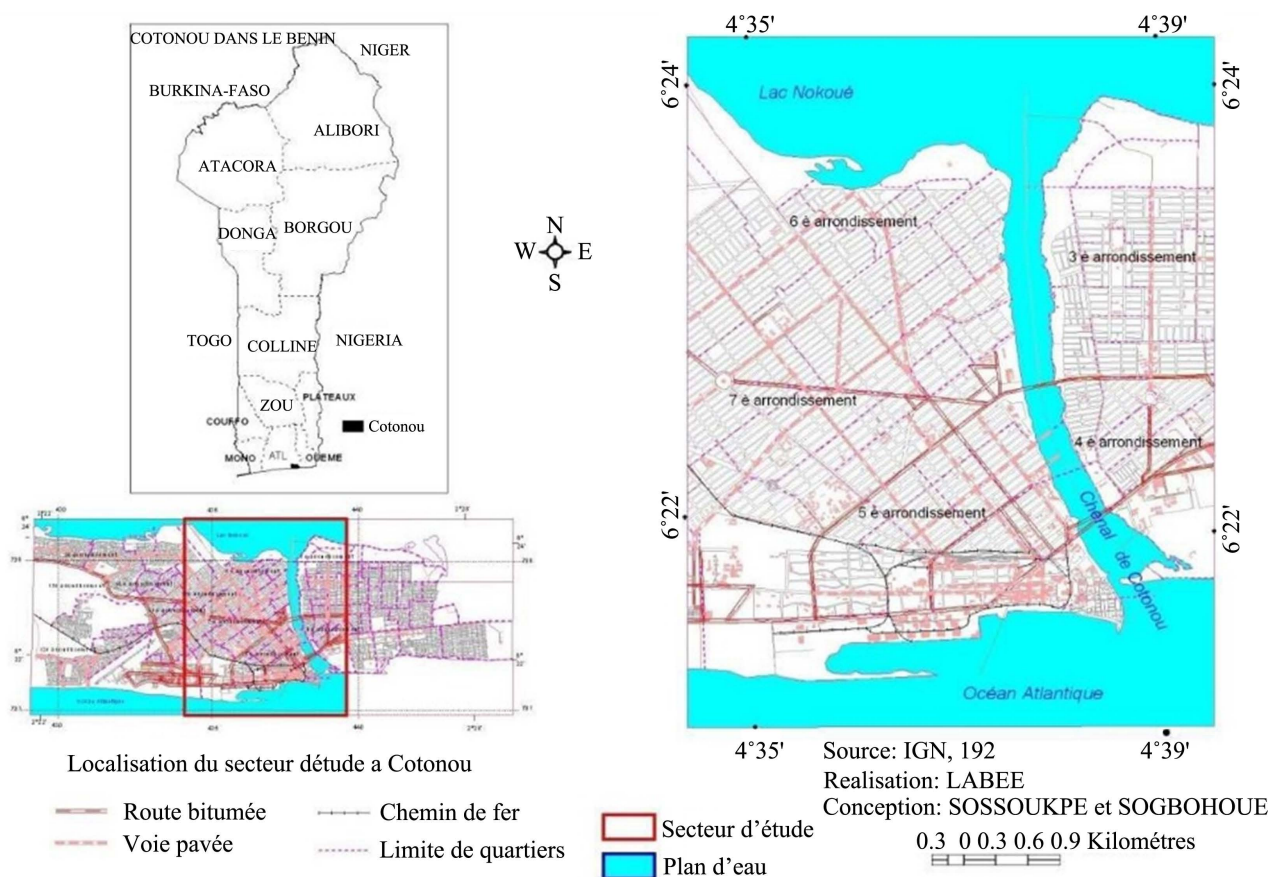 COTONOU DANS LE BENIN
NIGER
BURKINA-FASO
ALIBORI
ATACORA
DONGA
BORGOU
TOGO
COLLINE
NIGERIA
ZOU
PLATEAUX
COUFFO
Cotonou
MONO
ATL
OUEME
N
W
E
S
4°35'
4°39'
6°24'
6°24'
Lac Nokoué
6 è arrondissement
3 è arrondissement
7 è arrondissement
4 è arrondissement
5 è arrondissement
6°22'
6°22'
Chenal de Cotonou
Océan Atlantique
4°35'
4°39'
Localisation du secteur détude a Cotonou
Route bitumée
Voie pavée
Chemin de fer
Limite de quartiers
Secteur d'étude
Plan d'eau
Source: IGN, 192
Realisation: LABEE
Conception: SOSSOUKPE et SOGBOHOUE
0.3 0 0.3 0.6 0.9 Kilométres